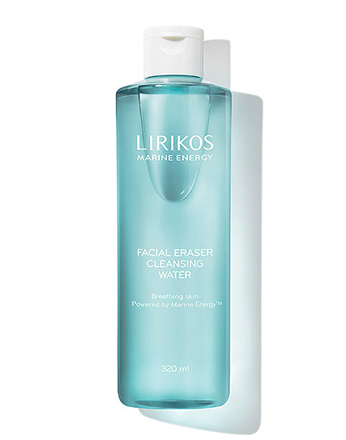 LIRIKOS
MARINE ENERGY
FACIAL ERASER
CLEANSING
WATER
Breathing skin
Powered by Marine Energy™
320 ml